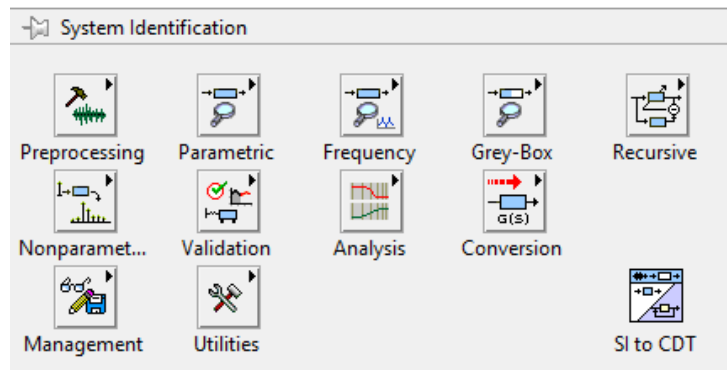 System Identification
Preprocessing Parametric Frequency Grey-Box Recursive
G(s)
Nonparamet... Validation Analysis Conversion
Management Utilities SI to CDT